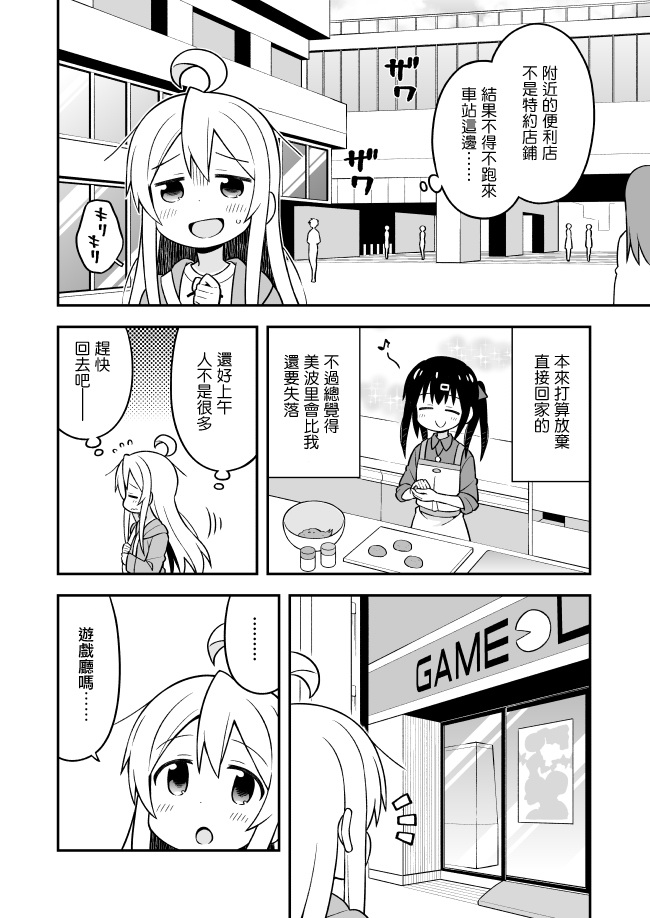 附近的便利店
不是特約店鋪
結果不得不跑來
車站這邊……
ザワ
ザワ
キリ
キリ
本來打算放棄
直接回家的
不過總覺得
美波里會比我
還要失落
♪
還好上午
人不是很多
趕快
回去吧──
GAME
………
遊戲廳嗎……